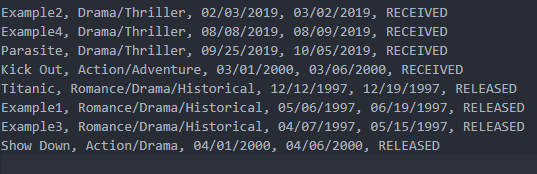 Example2, Drama/Thriller, 02/03/2019, 03/02/2019, RECEIVED
Example4, Drama/Thriller, 08/08/2019, 08/09/2019, RECEIVED
Parasite, Drama/Thriller, 09/25/2019, 10/05/2019, RECEIVED
Kick Out, Action/Adventure, 03/01/2000, 03/06/2000, RECEIVED
Titanic, Romance/Drama/Historical, 12/12/1997, 12/19/1997, RELEASED
Example1, Romance/Drama/Historical, 05/06/1997, 06/19/1997, RELEASED
Example3, Romance/Drama/Historical, 04/07/1997, 05/15/1997, RELEASED
Show Down, Action/Drama, 04/01/2000, 04/06/2000, RELEASED